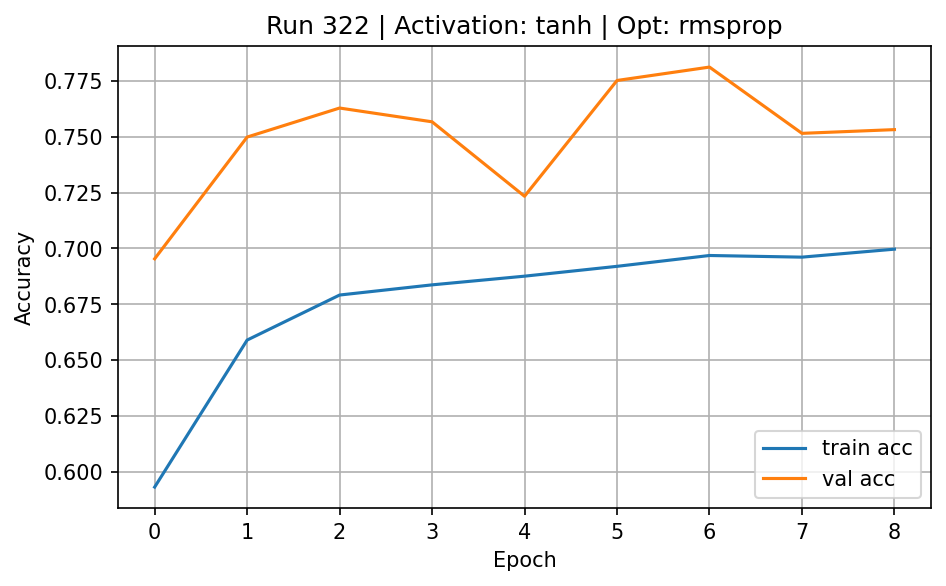 Run 322 | Activation: tanh | Opt: rmsprop
Accuracy
0.775
0.750
0.725
0.700
0.675
0.650
0.625
0.600
train acc
val acc
0 1 2 3 4 5 6 7 8
Epoch